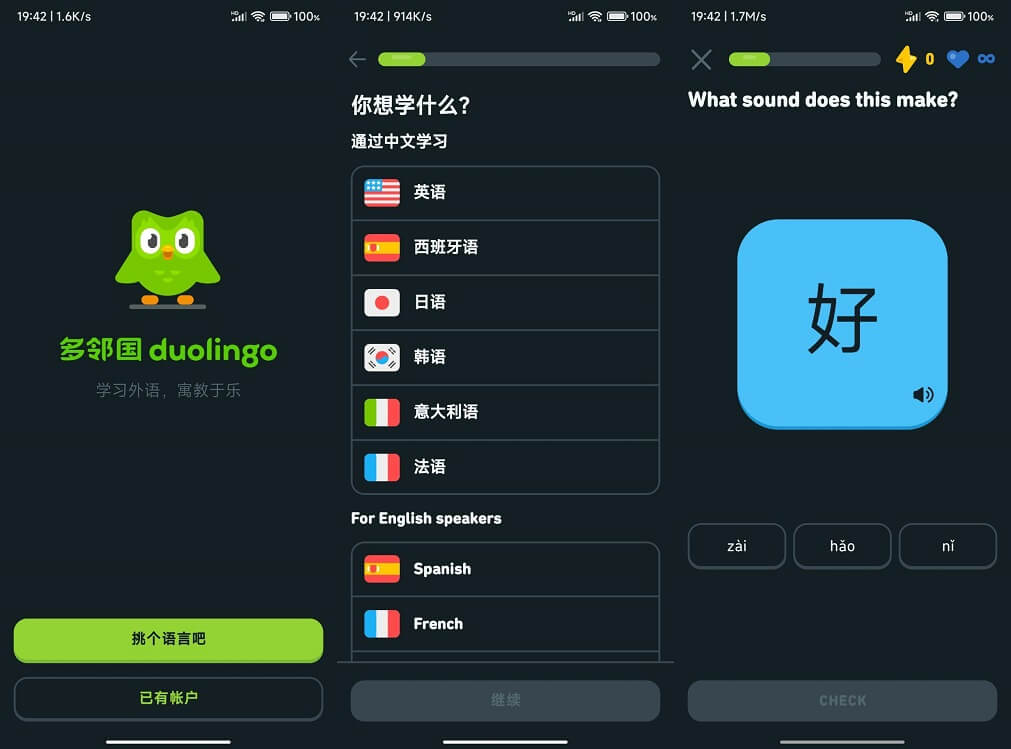 19:42 | 1.6K/s
HD
100%
多邻国 duolingo
学习外语，寓教于乐
挑个语言吧
已有帐户
19:42 | 914K/s
HD
100%
你想学什么？
通过中文学习
英语
西班牙语
日语
韩语
意大利语
法语
For English speakers
Spanish
French
继续
19:42 | 1.7M/s
HD
100%
0
∞
What sound does this make?
好
zài
hǎo
nǐ
CHECK